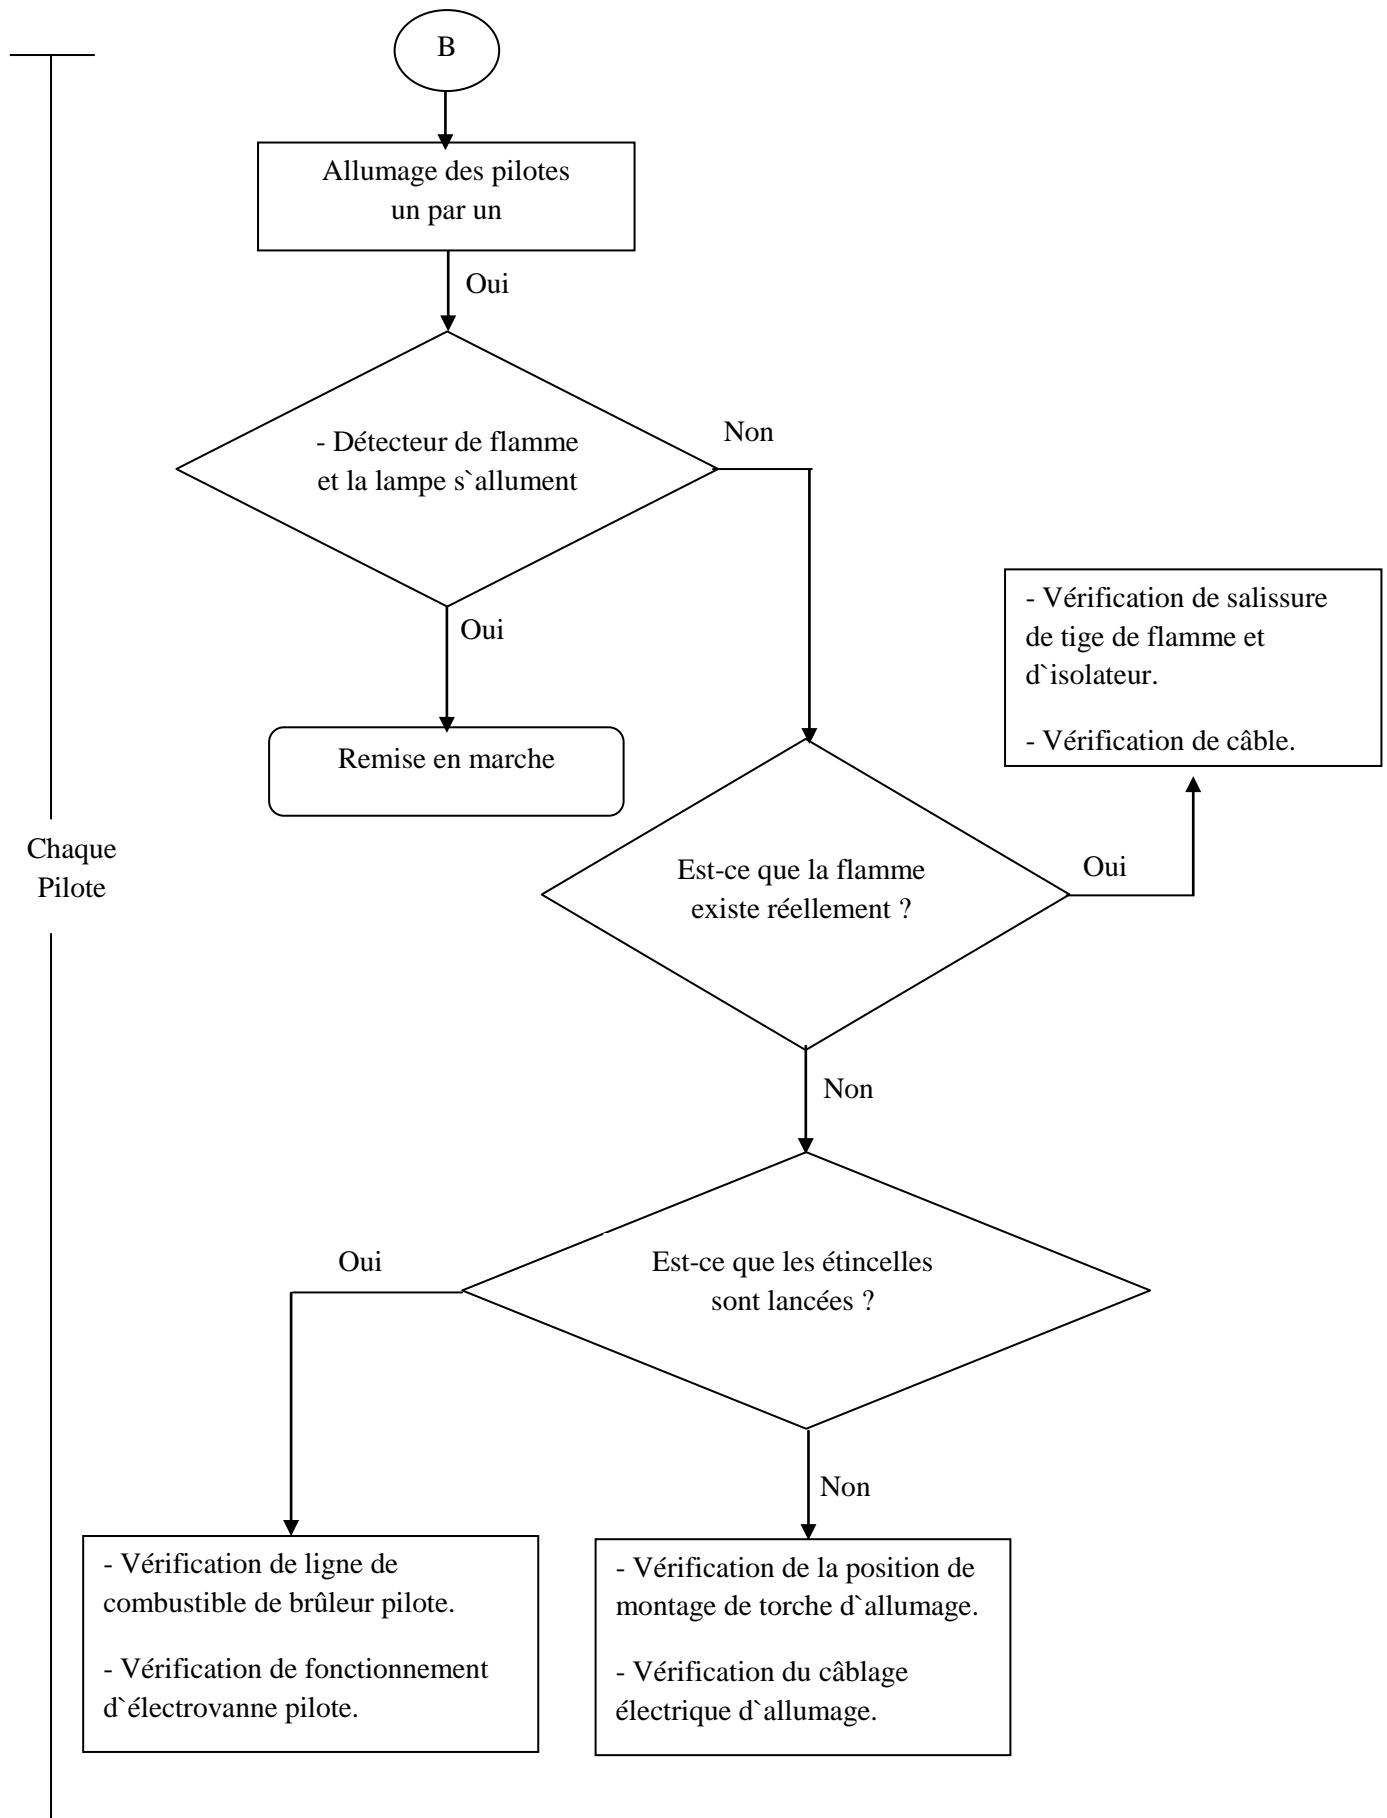 B
Allumage des pilotes
un par un
Oui
- Détecteur de flamme
et la lampe s`allument
Non
Oui
Remise en marche
- Vérification de salissure
de tige de flamme et
d`isolateur.
- Vérification de câble.
Chaque
Pilote
Est-ce que la flamme
existe réellement ?
Oui
Non
Est-ce que les étincelles
sont lancées ?
Oui
Non
- Vérification de ligne de
combustible de brûleur pilote.
- Vérification de fonctionnement
d`électrovanne pilote.
- Vérification de la position de
montage de torche d`allumage.
- Vérification du câblage
électrique d`allumage.